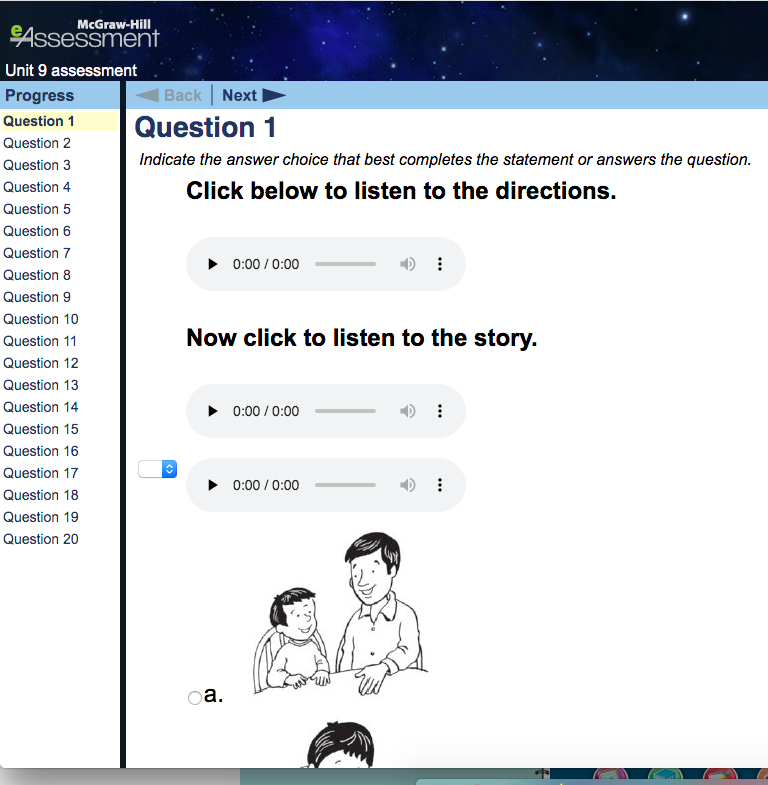 McGraw-Hill
eAssessment
Unit 9 assessment
Progress
Back Next
Question 1
Question 2
Question 3
Question 4
Question 5
Question 6
Question 7
Question 8
Question 9
Question 10
Question 11
Question 12
Question 13
Question 14
Question 15
Question 16
Question 17
Question 18
Question 19
Question 20
Question 1
Indicate the answer choice that best completes the statement or answers the question.
Click below to listen to the directions.
0:00 / 0:00
Now click to listen to the story.
0:00 / 0:00
0:00 / 0:00
a.